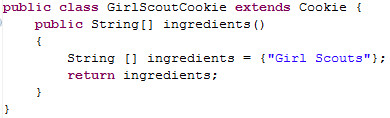 public class GirlScoutCookie extends Cookie {
    public String[] ingredients()
    {
        String [] ingredients = {"Girl Scouts"};
        return ingredients;
    }
}